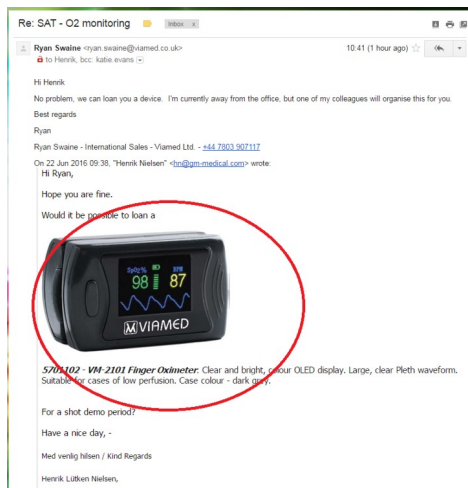 Re: SAT - O2 monitoring
Inbox x
Ryan Swaine <ryan.swaine@viamed.co.uk>
10:41 (1 hour ago)
to Henrik, bcc: katie.evans
Hi Henrik
No problem, we can loan you a device. I'm currently away from the office, but one of my colleagues will organise this for you.
Best regards
Ryan
Ryan Swaine - International Sales - Viamed Ltd. - +44 7803 907117
On 22 Jun 2016 09:38, "Henrik Nielsen" <hn@gm-medical.com> wrote:
Hi Ryan,
Hope you are fine.
Would it be possible to loan a
SpO2% BPM
98 87
VIAMED
5701102 - VM-2101 Finger Oximeter. Clear and bright, colour OLED display. Large, clear Pleth waveform.
Suitable for cases of low perfusion. Case colour - dark grey.
For a shot demo period?
Have a nice day, -
Med venlig hilsen / Kind Regards
Henrik Lütken Nielsen,